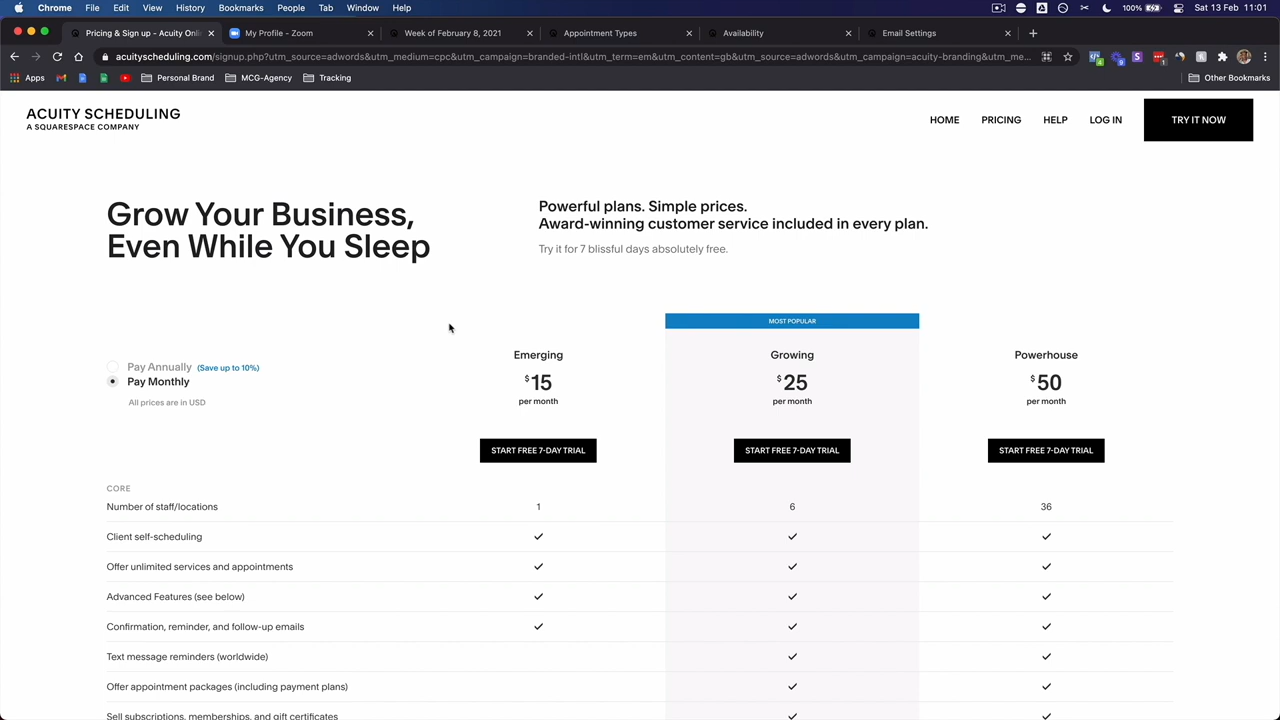 Chrome File Edit View History Bookmarks People Tab Window Help 100% Sat 13 Feb 11:01
Pricing & Sign up - Acuity Onli My Profile - Zoom Week of February 8, 2021 Appointment Types Availability Email Settings
acuityscheduling.com/signup.php?utm_source=adwords&utm_medium=cpc&utm_campaign=branded-intl&utm_term=em&utm_content=gb&utm_source=adwords&utm_campaign=acuity-branding&utm_me...
Apps Personal Brand MCG-Agency Tracking Other Bookmarks
ACUITY SCHEDULING
A SQUARESPACE COMPANY
HOME PRICING HELP LOG IN TRY IT NOW
Grow Your Business,
Even While You Sleep
Powerful plans. Simple prices.
Award-winning customer service included in every plan.
Try it for 7 blissful days absolutely free.
MOST POPULAR
Pay Annually (Save up to 10%)
Pay Monthly
All prices are in USD
Emerging Growing Powerhouse
$15 $25 $50
per month per month per month
START FREE 7-DAY TRIAL START FREE 7-DAY TRIAL START FREE 7-DAY TRIAL
CORE
Number of staff/locations 1 6 36
Client self-scheduling
Offer unlimited services and appointments
Advanced Features (see below)
Confirmation, reminder, and follow-up emails
Text message reminders (worldwide)
Offer appointment packages (including payment plans)
Sell subscriptions, memberships, and gift certificates